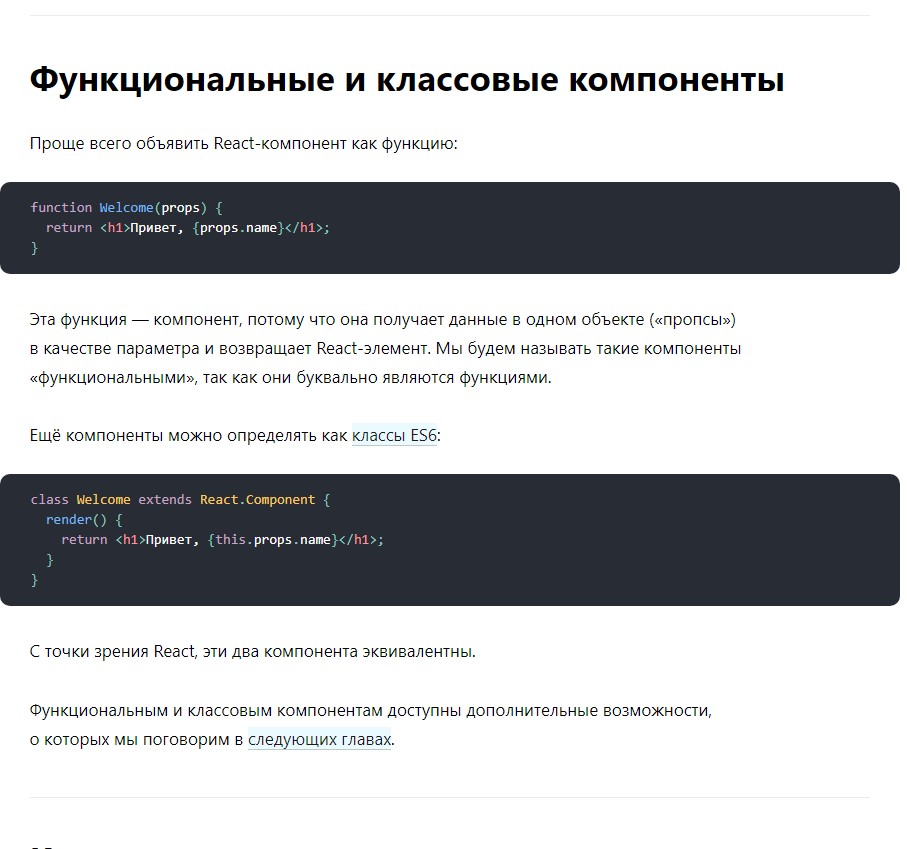 Функциональные и классовые компоненты
Проще всего объявить React-компонент как функцию:
function Welcome(props) {
  return <h1>Привет, {props.name}</h1>;
}
Эта функция — компонент, потому что она получает данные в одном объекте («пропсы»)
в качестве параметра и возвращает React-элемент. Мы будем называть такие компоненты
«функциональными», так как они буквально являются функциями.
Ещё компоненты можно определять как классы ES6:
class Welcome extends React.Component {
  render() {
    return <h1>Привет, {this.props.name}</h1>;
  }
}
С точки зрения React, эти два компонента эквивалентны.
Функциональным и классовым компонентам доступны дополнительные возможности,
о которых мы поговорим в следующих главах.